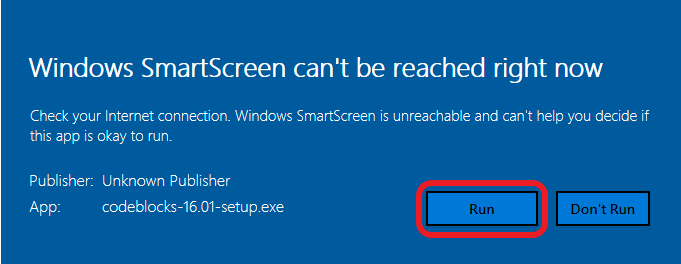 Windows SmartScreen can't be reached right now
Check your Internet connection. Windows SmartScreen is unreachable and can't help you decide if
this app is okay to run.
Publisher: Unknown Publisher
App: codeblocks-16.01-setup.exe
Run Don't Run